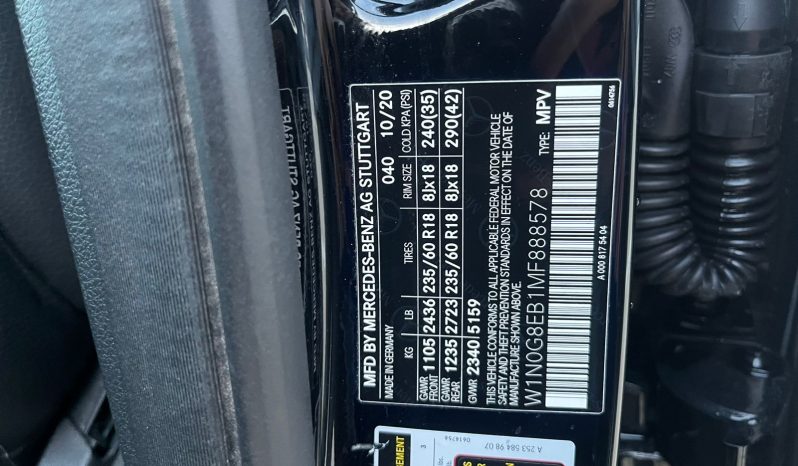 MFD BY MERCEDES-BENZ AG STUTTGART
MADE IN GERMANY 040 10/20
KG LB TIRES RIM SIZE COLD KPA (PSI)
GAWR FRONT 1105 2436 235/60 R18 8Jx18 240(35)
GAWR REAR 1235 2723 235/60 R18 8Jx18 290(42)
GVWR 2340 5159
THIS VEHICLE CONFORMS TO ALL APPLICABLE FEDERAL MOTOR VEHICLE
SAFETY AND THEFT PREVENTION STANDARDS IN EFFECT ON THE DATE OF
MANUFACTURE SHOWN ABOVE.
W1N0G8EB1MF888578 TYPE: MPV
A 000 817 54 04
0614756
A 253 584 98 07
0614756
3